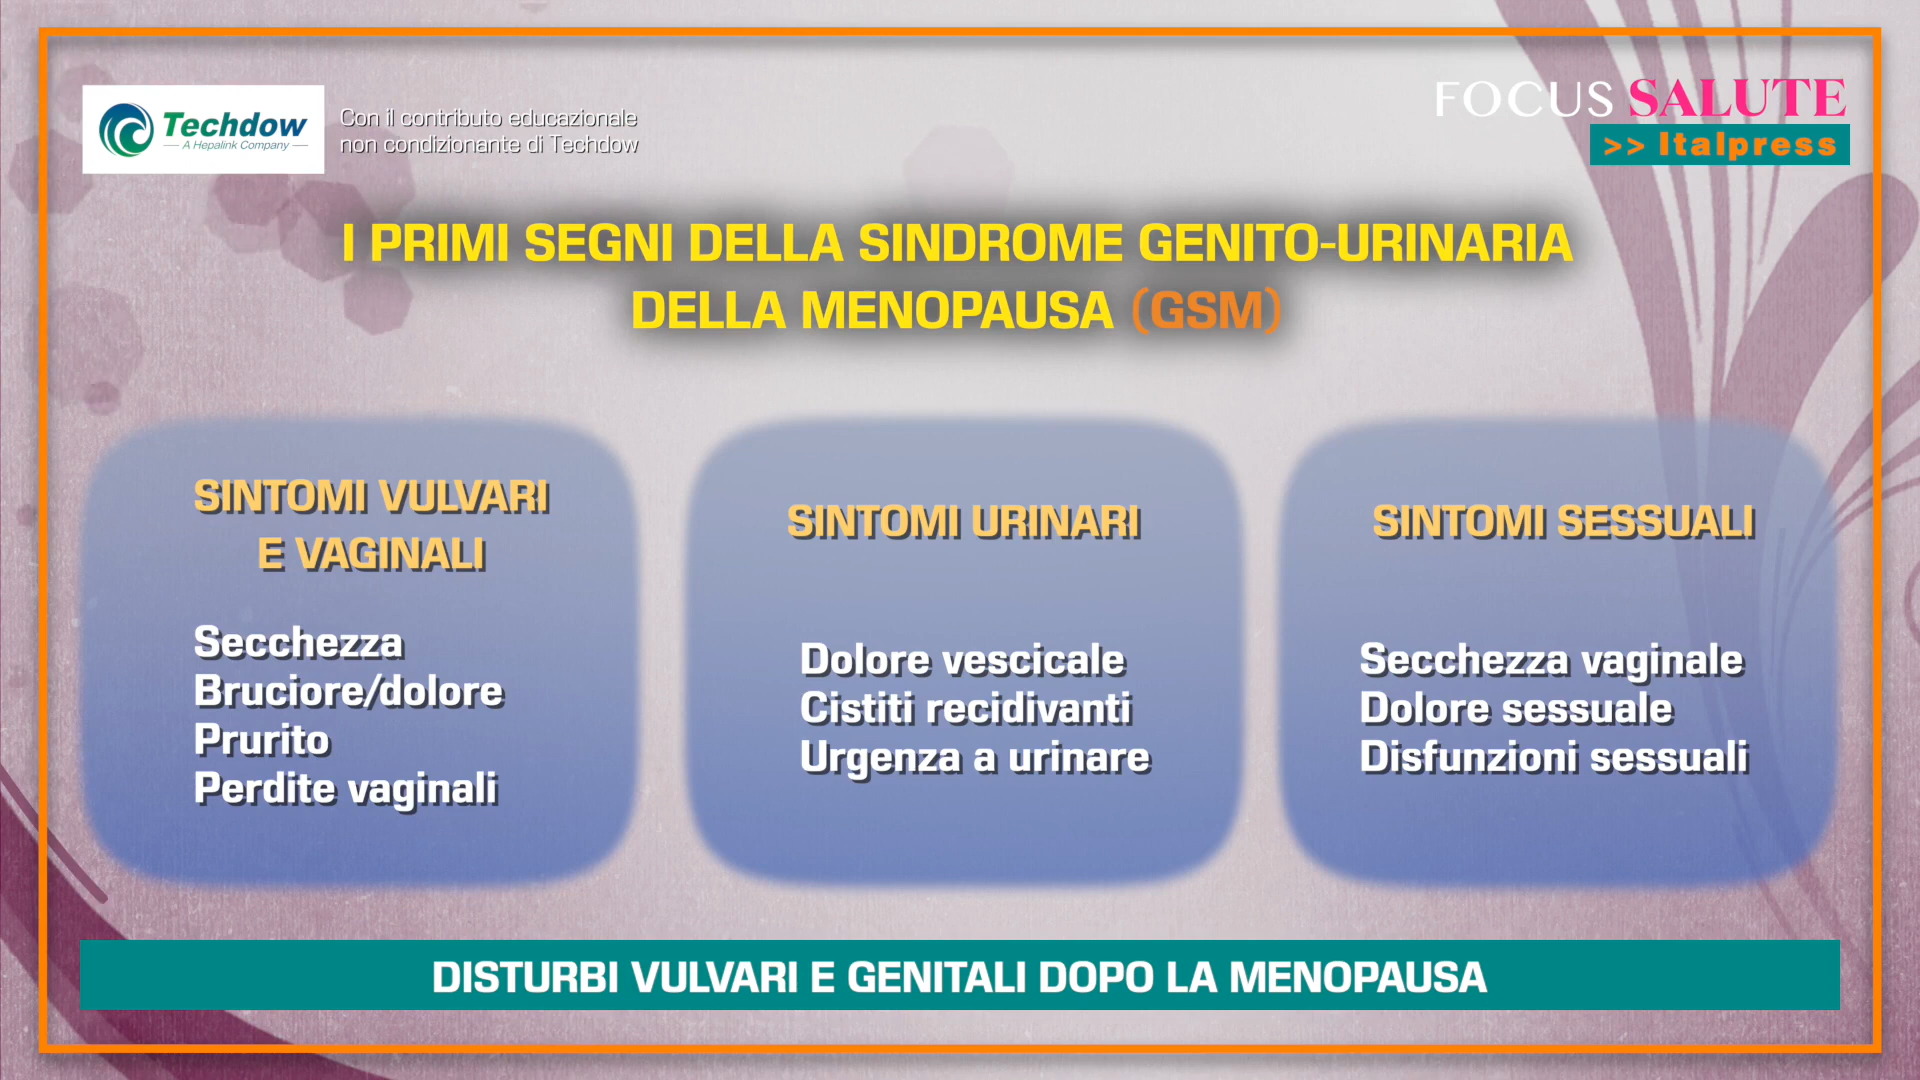 Techdow
A Hepalink Company
Con il contributo educazionale
non condizionante di Techdow
FOCUS SALUTE
>> Italpress
I PRIMI SEGNI DELLA SINDROME GENITO-URINARIA
DELLA MENOPAUSA (GSM)
SINTOMI VULVARI
E VAGINALI
Secchezza
Bruciore/dolore
Prurito
Perdite vaginali
SINTOMI URINARI
Dolore vescicale
Cistiti recidivanti
Urgenza a urinare
SINTOMI SESSUALI
Secchezza vaginale
Dolore sessuale
Disfunzioni sessuali
DISTURBI VULVARI E GENITALI DOPO LA MENOPAUSA